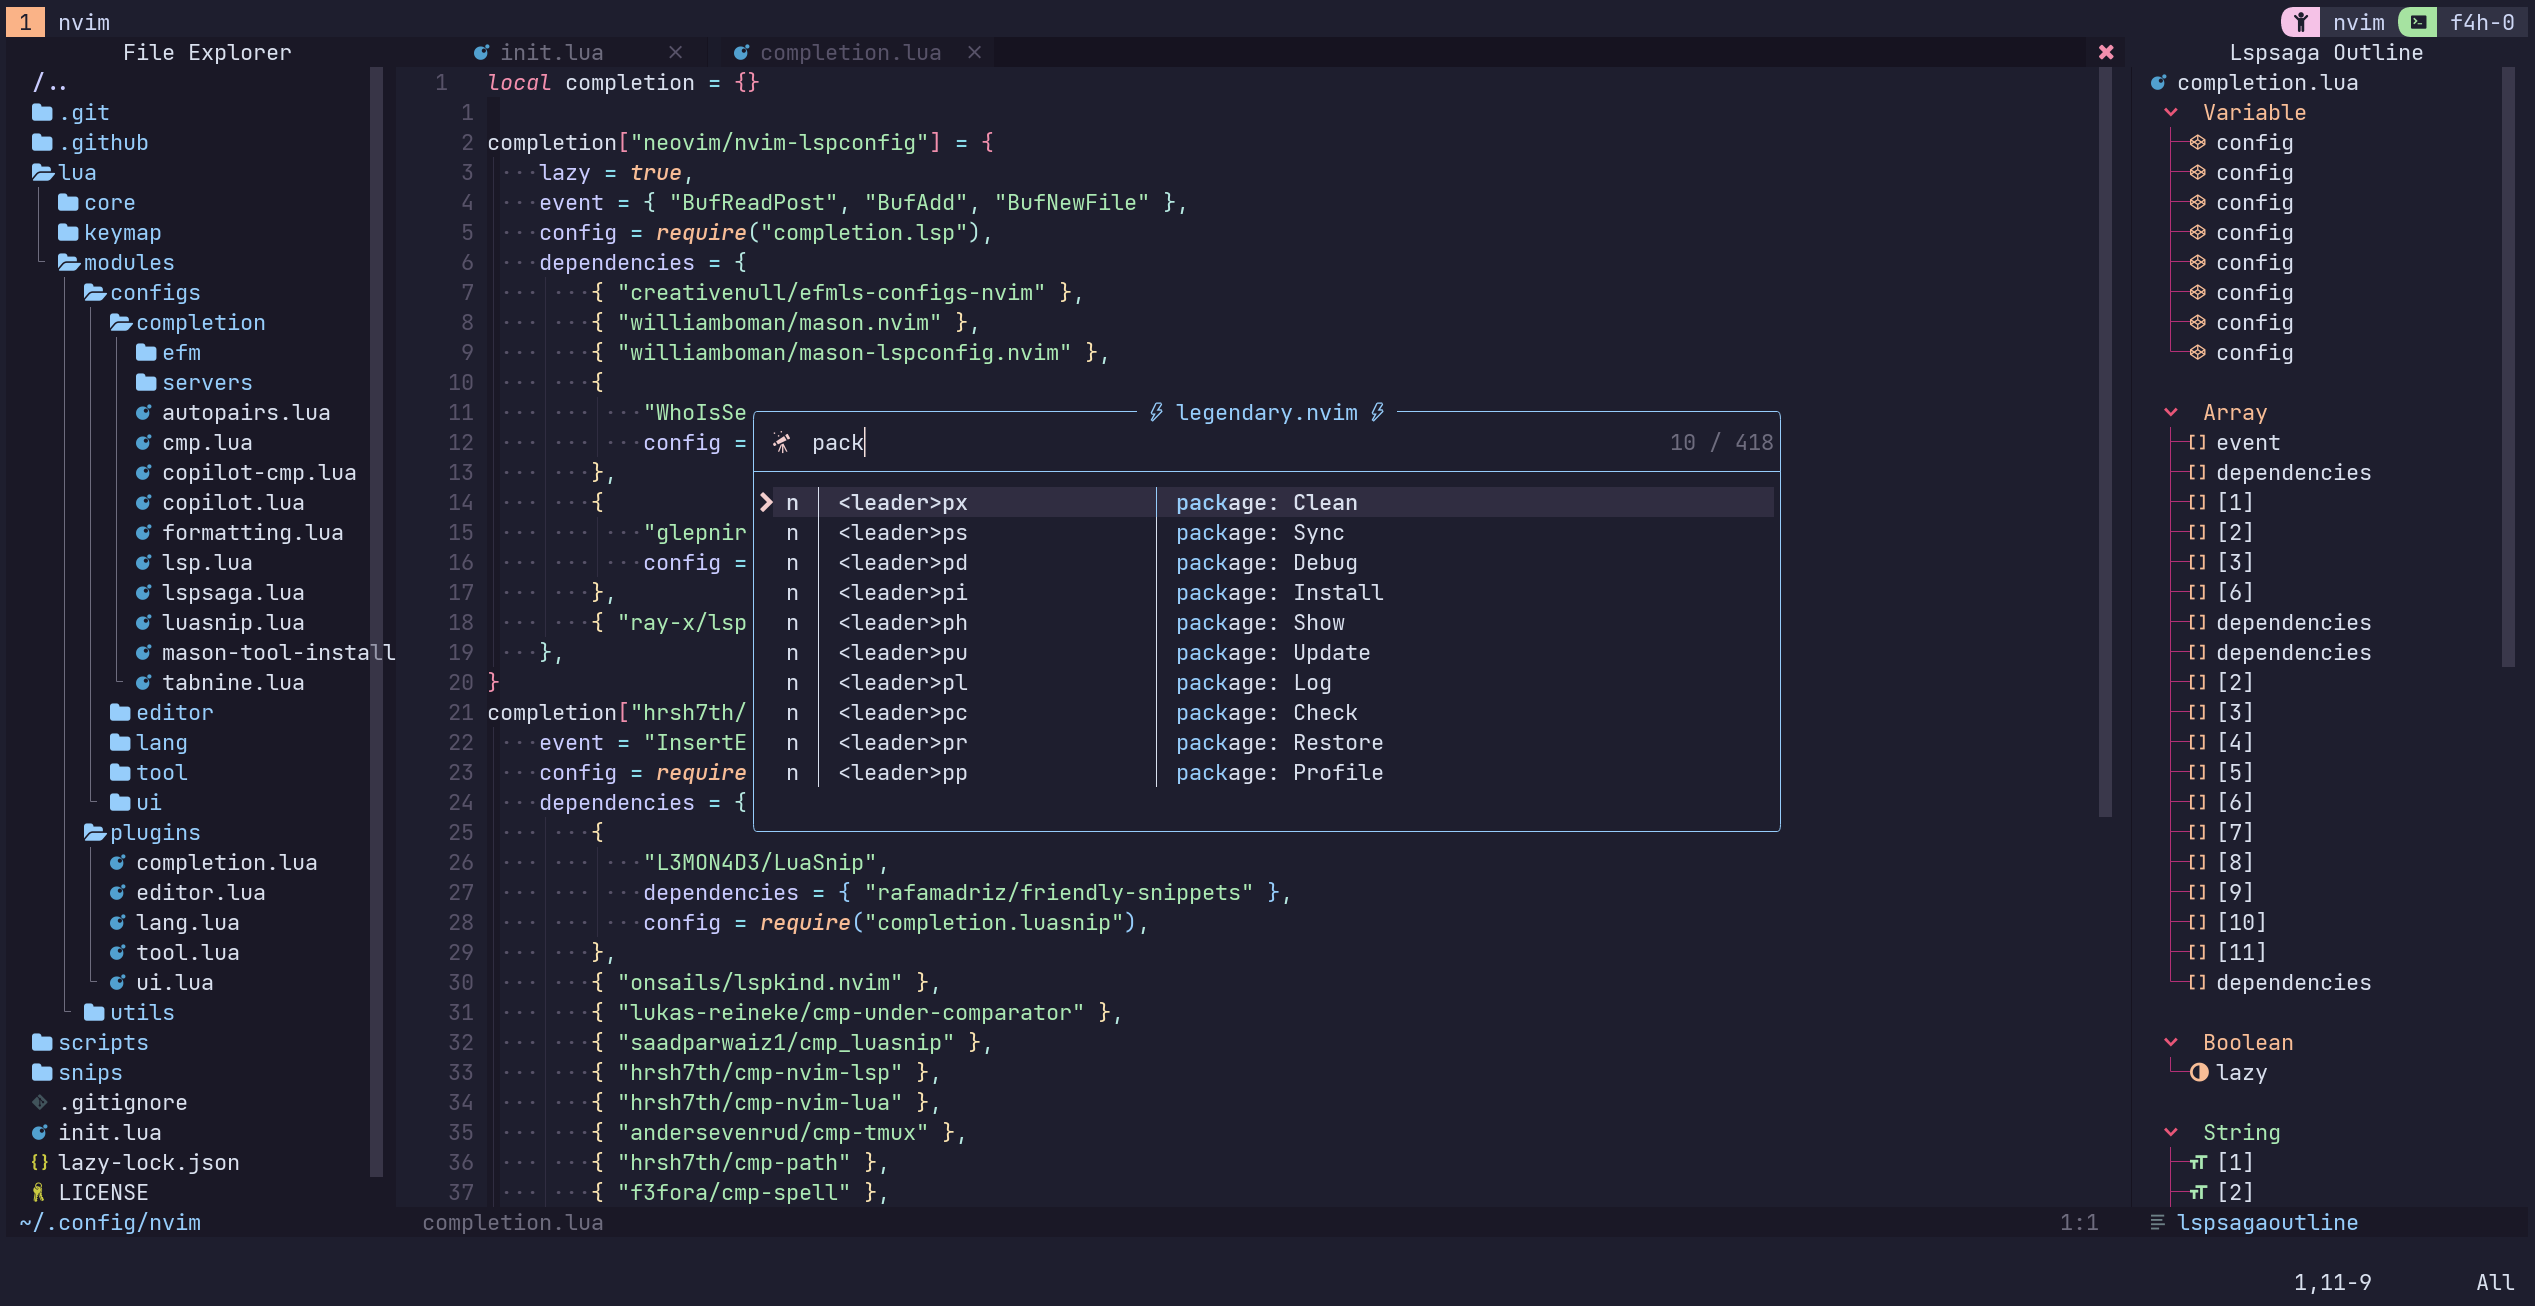 1 nvim nvim f4h-0
File Explorer
/..
.git
.github
lua
core
keymap
modules
configs
completion
efm
servers
autopairs.lua
cmp.lua
copilot-cmp.lua
copilot.lua
formatting.lua
lsp.lua
lspsaga.lua
luasnip.lua
mason-tool-install
tabnine.lua
editor
lang
tool
ui
plugins
completion.lua
editor.lua
lang.lua
tool.lua
ui.lua
utils
scripts
snips
.gitignore
init.lua
lazy-lock.json
LICENSE
~/.config/nvim
init.lua completion.lua
1 local completion = {}
1
2 completion["neovim/nvim-lspconfig"] = {
3 ···lazy = true,
4 ···event = { "BufReadPost", "BufAdd", "BufNewFile" },
5 ···config = require("completion.lsp"),
6 ···dependencies = {
7 ··· ···{ "creativenull/efmls-configs-nvim" },
8 ··· ···{ "williamboman/mason.nvim" },
9 ··· ···{ "williamboman/mason-lspconfig.nvim" },
10 ··· ···{
11 ··· ··· ···"WhoIsSe
12 ··· ··· ···config =
13 ··· ···},
14 ··· ···{
15 ··· ··· ···"glepnir
16 ··· ··· ···config =
17 ··· ···},
18 ··· ···{ "ray-x/lsp
19 ···},
20 }
21 completion["hrsh7th/
22 ···event = "InsertE
23 ···config = require
24 ···dependencies = {
25 ··· ···{
26 ··· ··· ···"L3MON4D3/LuaSnip",
27 ··· ··· ···dependencies = { "rafamadriz/friendly-snippets" },
28 ··· ··· ···config = require("completion.luasnip"),
29 ··· ···},
30 ··· ···{ "onsails/lspkind.nvim" },
31 ··· ···{ "lukas-reineke/cmp-under-comparator" },
32 ··· ···{ "saadparwaiz1/cmp_luasnip" },
33 ··· ···{ "hrsh7th/cmp-nvim-lsp" },
34 ··· ···{ "hrsh7th/cmp-nvim-lua" },
35 ··· ···{ "andersevenrud/cmp-tmux" },
36 ··· ···{ "hrsh7th/cmp-path" },
37 ··· ···{ "f3fora/cmp-spell" },
completion.lua 1:1
legendary.nvim
pack 10 / 418
n <leader>px package: Clean
n <leader>ps package: Sync
n <leader>pd package: Debug
n <leader>pi package: Install
n <leader>ph package: Show
n <leader>pu package: Update
n <leader>pl package: Log
n <leader>pc package: Check
n <leader>pr package: Restore
n <leader>pp package: Profile
Lspsaga Outline
completion.lua
Variable
config
config
config
config
config
config
config
config
Array
[] event
[] dependencies
[] [1]
[] [2]
[] [3]
[] [6]
[] dependencies
[] dependencies
[] [2]
[] [3]
[] [4]
[] [5]
[] [6]
[] [7]
[] [8]
[] [9]
[] [10]
[] [11]
[] dependencies
Boolean
lazy
String
[1]
[2]
lspsagaoutline
1,11-9 All